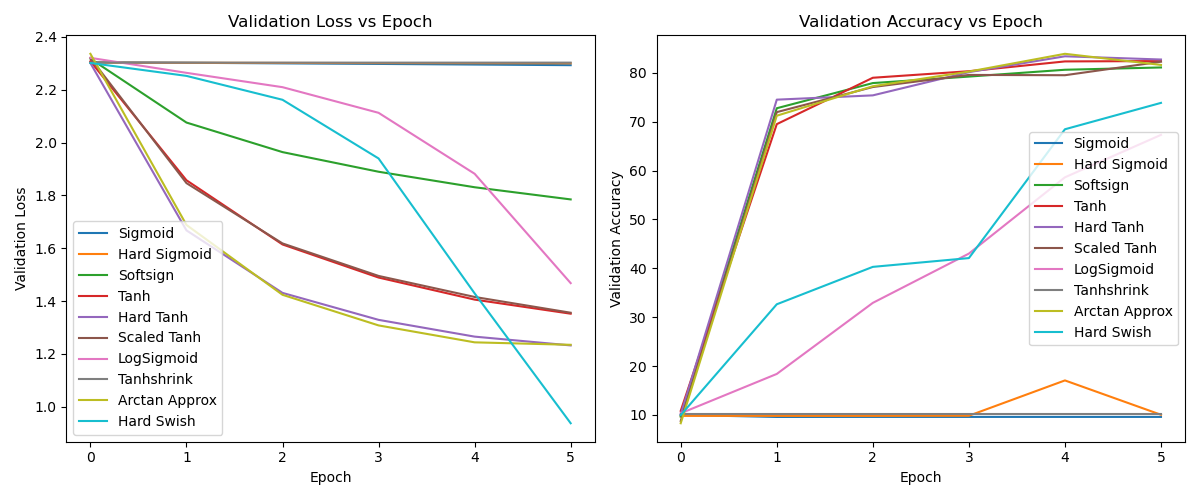 Validation Loss vs Epoch
2.4
2.2
2.0
1.8
1.6
1.4
1.2
1.0
Validation Loss
Sigmoid
Hard Sigmoid
Softsign
Tanh
Hard Tanh
Scaled Tanh
LogSigmoid
Tanhshrink
Arctan Approx
Hard Swish
0 1 2 3 4 5
Epoch
Validation Accuracy vs Epoch
80
70
60
50
40
30
20
10
Validation Accuracy
Sigmoid
Hard Sigmoid
Softsign
Tanh
Hard Tanh
Scaled Tanh
LogSigmoid
Tanhshrink
Arctan Approx
Hard Swish
0 1 2 3 4 5
Epoch